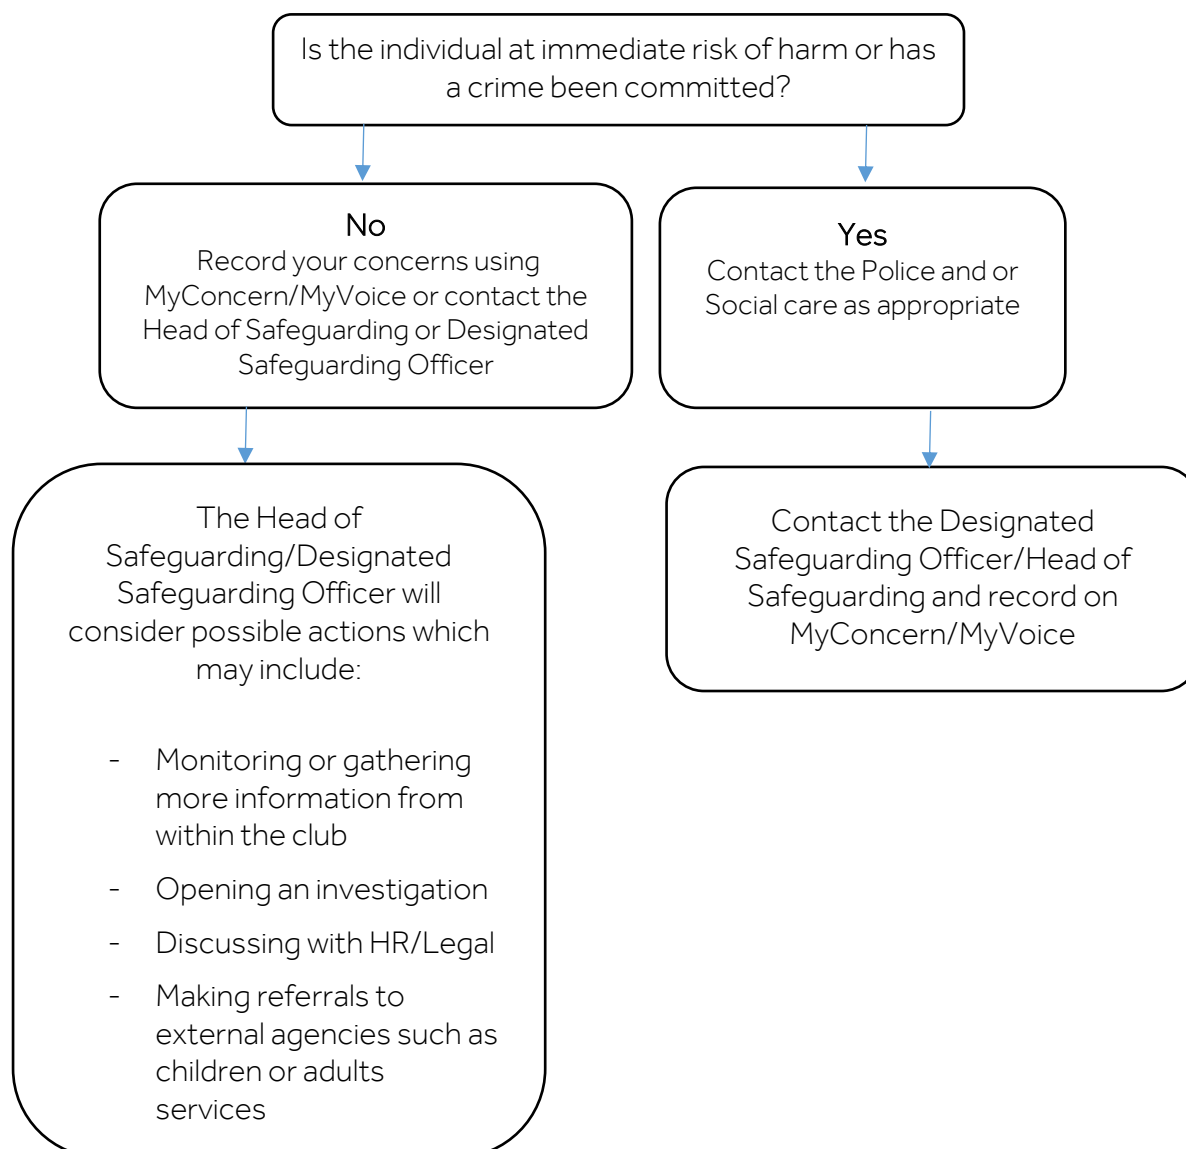 Is the individual at immediate risk of harm or has
a crime been committed?
No
Record your concerns using
MyConcern/MyVoice or contact the
Head of Safeguarding or Designated
Safeguarding Officer
Yes
Contact the Police and or
Social care as appropriate
The Head of
Safeguarding/Designated
Safeguarding Officer will
consider possible actions which
may include:
- Monitoring or gathering
more information from
within the club
- Opening an investigation
- Discussing with HR/Legal
- Making referrals to
external agencies such as
children or adults
services
Contact the Designated
Safeguarding Officer/Head of
Safeguarding and record on
MyConcern/MyVoice